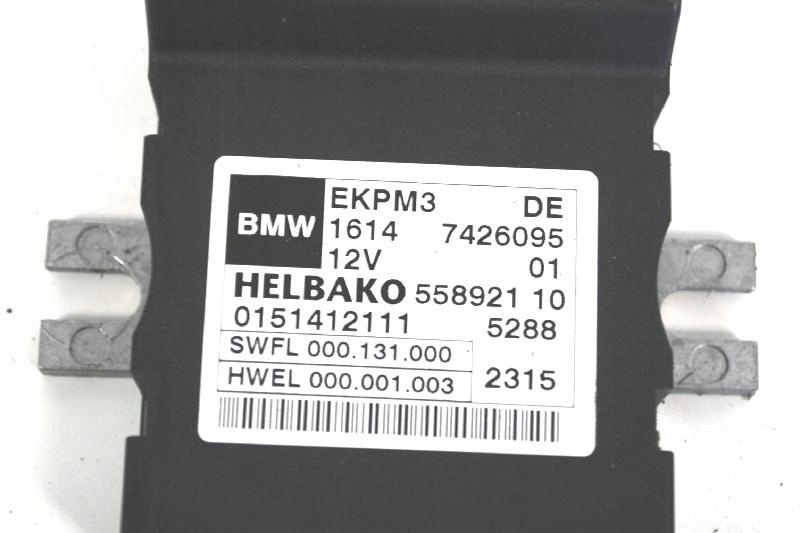 BMW
EKPM3 DE
1614 7426095
12V 01
HELBAKO 558921 10
0151412111 5288
SWFL 000.131.000
HWEL 000.001.003 2315